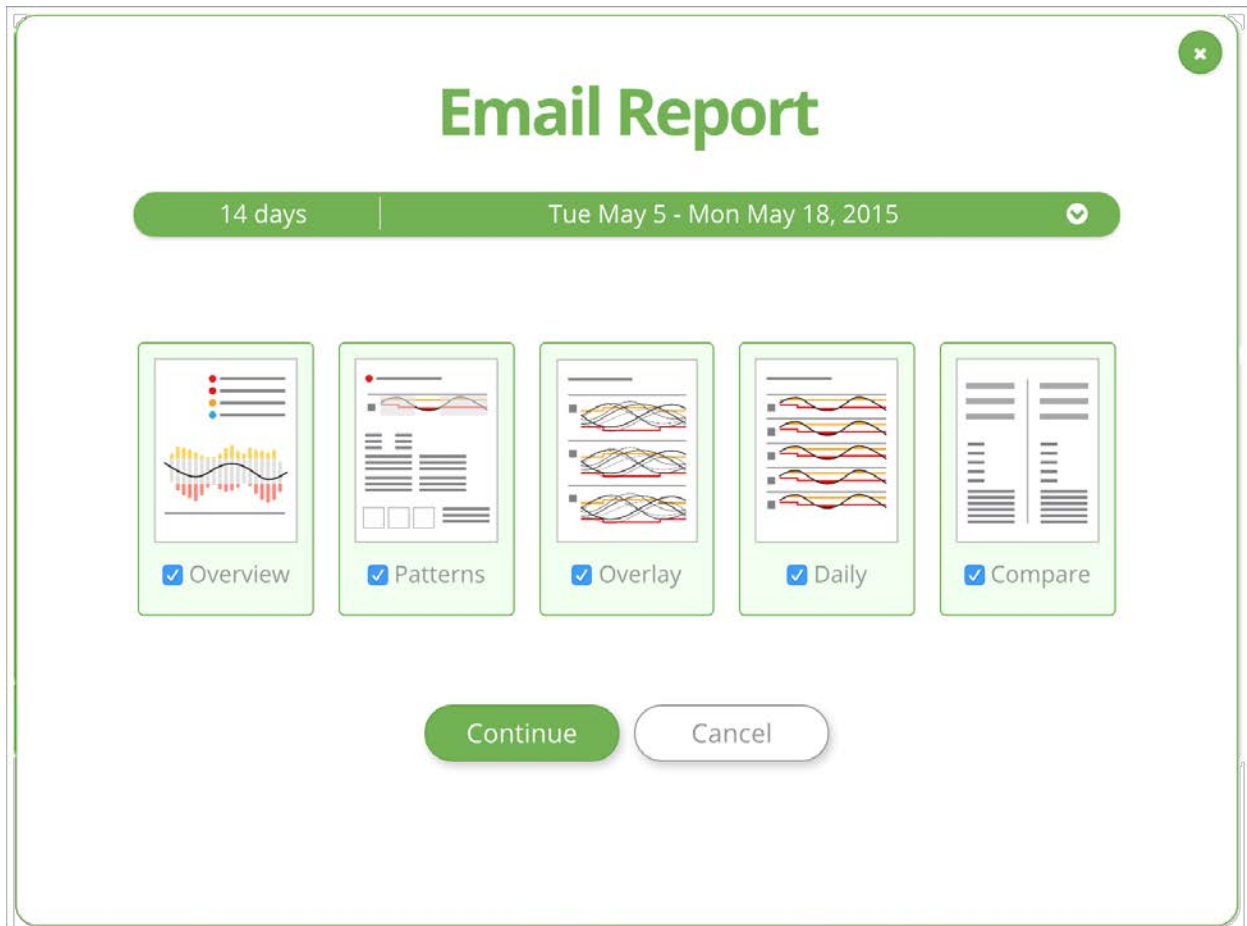 Email Report
14 days Tue May 5 - Mon May 18, 2015
Overview Patterns Overlay Daily Compare
Continue Cancel